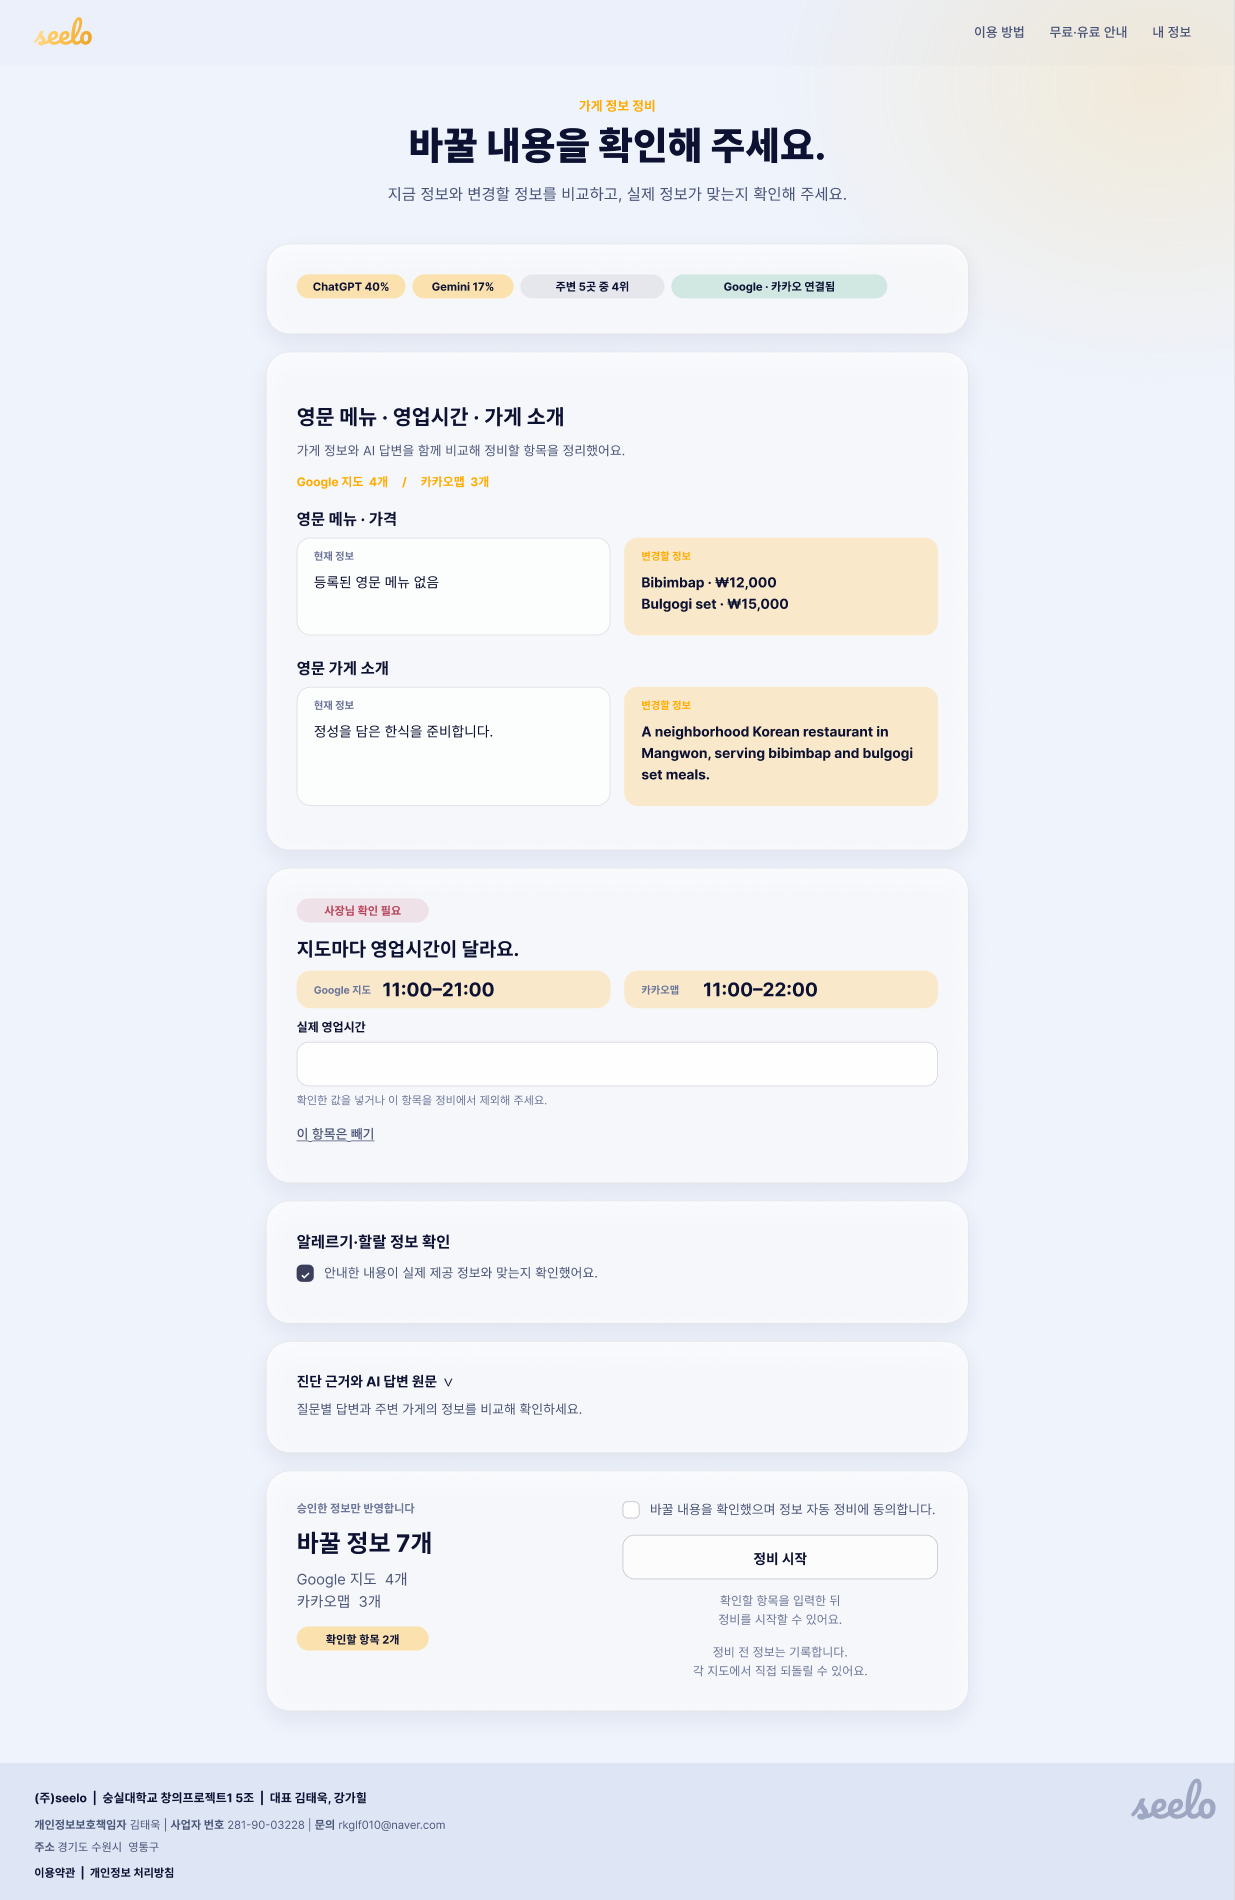 seelo
이용 방법 무료·유료 안내 내 정보
가게 정보 정비
바꿀 내용을 확인해 주세요.
지금 정보와 변경할 정보를 비교하고, 실제 정보가 맞는지 확인해 주세요.
ChatGPT 40% Gemini 17% 주변 5곳 중 4위 Google · 카카오 연결됨
영문 메뉴 · 영업시간 · 가게 소개
가게 정보와 AI 답변을 함께 비교해 정비할 항목을 정리했어요.
Google 지도 4개 / 카카오맵 3개
영문 메뉴 · 가격
현재 정보
등록된 영문 메뉴 없음
변경할 정보
Bibimbap · ₩12,000
Bulgogi set · ₩15,000
영문 가게 소개
현재 정보
정성을 담은 한식을 준비합니다.
변경할 정보
A neighborhood Korean restaurant in
Mangwon, serving bibimbap and bulgogi
set meals.
사장님 확인 필요
지도마다 영업시간이 달라요.
Google 지도 11:00–21:00
카카오맵 11:00–22:00
실제 영업시간
확인한 값을 넣거나 이 항목을 정비에서 제외해 주세요.
이 항목은 빼기
알레르기·할랄 정보 확인
안내한 내용이 실제 제공 정보와 맞는지 확인했어요.
진단 근거와 AI 답변 원문 ∨
질문별 답변과 주변 가게의 정보를 비교해 확인하세요.
승인한 정보만 반영합니다
바꿀 정보 7개
Google 지도 4개
카카오맵 3개
확인할 항목 2개
바꿀 내용을 확인했으며 정보 자동 정비에 동의합니다.
정비 시작
확인할 항목을 입력한 뒤
정비를 시작할 수 있어요.
정비 전 정보는 기록합니다.
각 지도에서 직접 되돌릴 수 있어요.
(주)seelo | 숭실대학교 창의프로젝트1 5조 | 대표 김태욱, 강가힐
개인정보보호책임자 김태욱 | 사업자 번호 281-90-03228 | 문의 rkglf010@naver.com
주소 경기도 수원시 영통구
이용약관 | 개인정보 처리방침
seelo